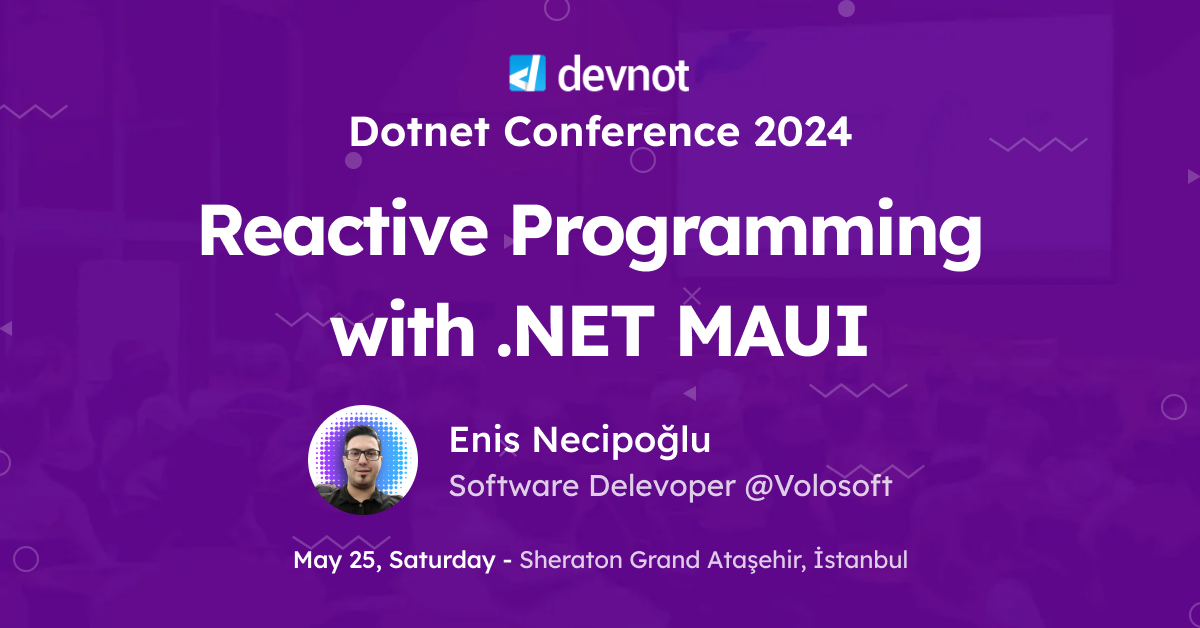 devnot
Dotnet Conference 2024
Reactive Programming
with .NET MAUI
Enis Necipoğlu
Software Delevoper @Volosoft
May 25, Saturday - Sheraton Grand Ataşehir, İstanbul